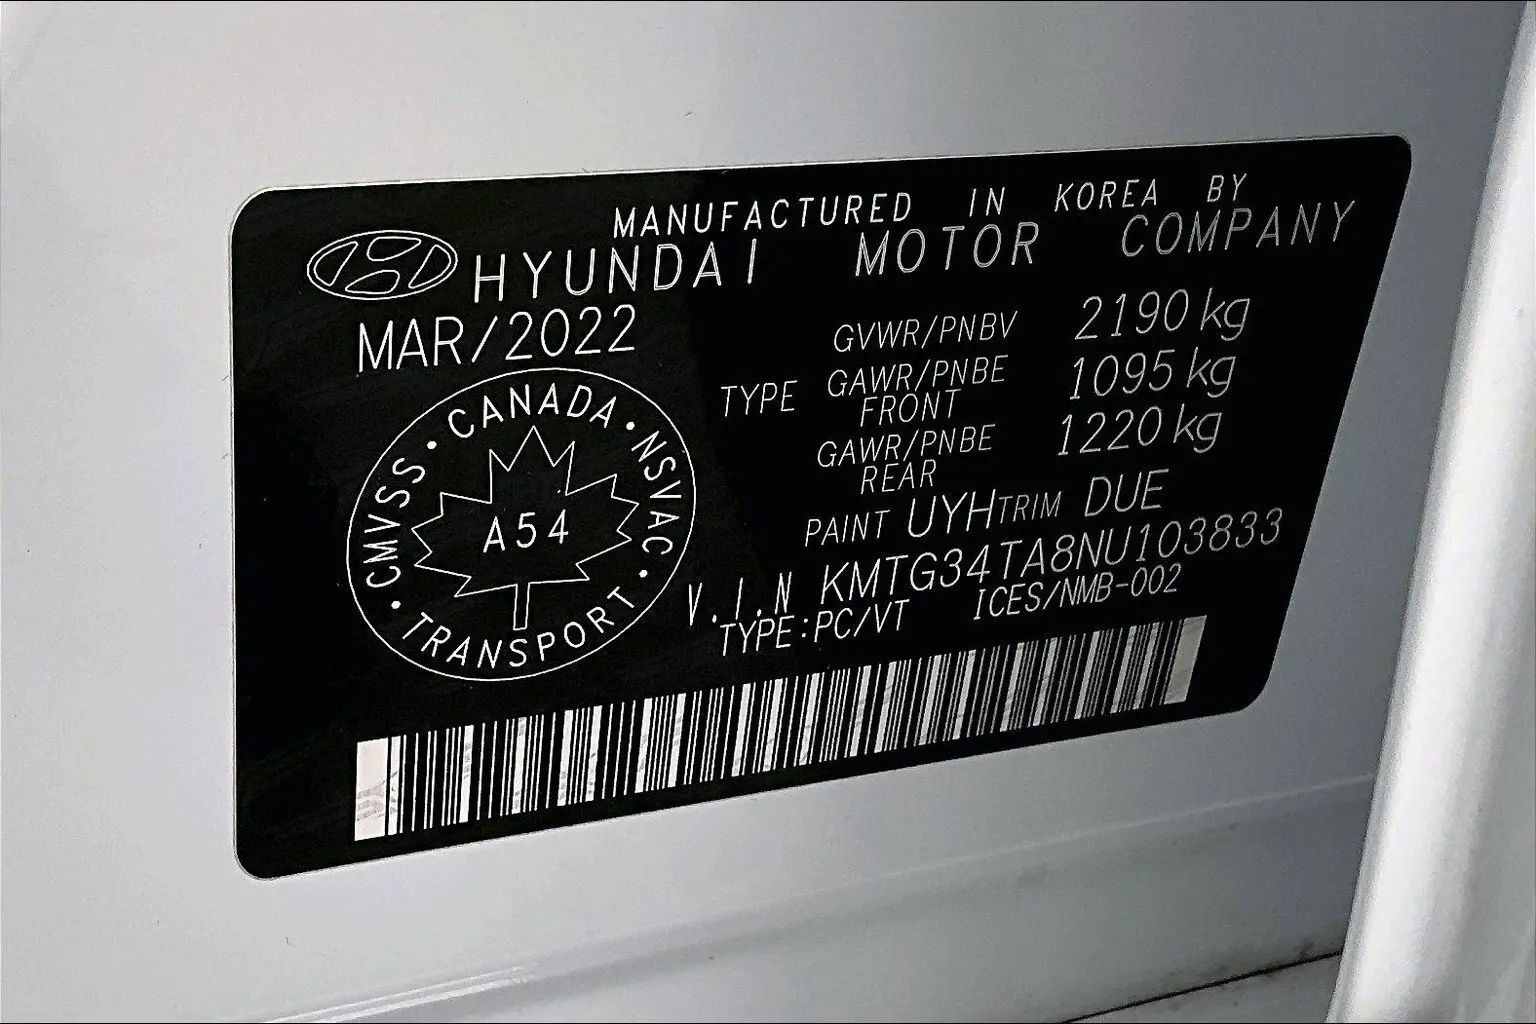 MANUFACTURED IN KOREA BY
HYUNDAI MOTOR COMPANY
MAR/2022
GVWR/PNBV 2190 kg
TYPE GAWR/PNBE FRONT 1095 kg
GAWR/PNBE REAR 1220 kg
PAINT UYH TRIM DUE
V.I.N KMTG34TA8NU103833
TYPE:PC/VT ICES/NMB-002
CANADA · NSVAC · TRANSPORT · CMVSS ·
A54